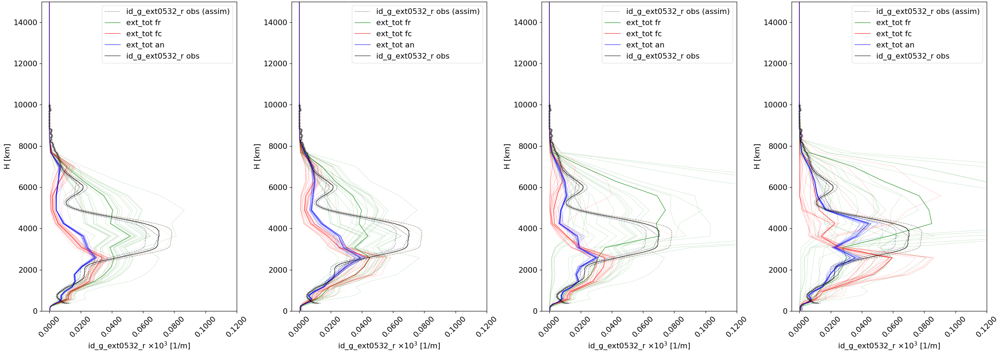 id_g_ext0532_r obs (assim)
ext_tot fr
ext_tot fc
ext_tot an
id_g_ext0532_r obs
14000
12000
10000
8000
6000
4000
2000
0
H [km]
0.0000 0.0200 0.0400 0.0600 0.0800 0.1000 0.1200
id_g_ext0532_r ×10³ [1/m]
id_g_ext0532_r obs (assim)
ext_tot fr
ext_tot fc
ext_tot an
id_g_ext0532_r obs
14000
12000
10000
8000
6000
4000
2000
0
H [km]
0.0000 0.0200 0.0400 0.0600 0.0800 0.1000 0.1200
id_g_ext0532_r ×10³ [1/m]
id_g_ext0532_r obs (assim)
ext_tot fr
ext_tot fc
ext_tot an
id_g_ext0532_r obs
14000
12000
10000
8000
6000
4000
2000
0
H [km]
0.0000 0.0200 0.0400 0.0600 0.0800 0.1000 0.1200
id_g_ext0532_r ×10³ [1/m]
id_g_ext0532_r obs (assim)
ext_tot fr
ext_tot fc
ext_tot an
id_g_ext0532_r obs
14000
12000
10000
8000
6000
4000
2000
0
H [km]
0.0000 0.0200 0.0400 0.0600 0.0800 0.1000 0.1200
id_g_ext0532_r ×10³ [1/m]